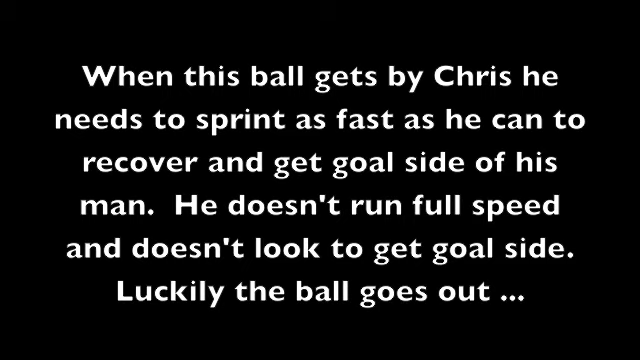 When this ball gets by Chris he
needs to sprint as fast as he can to
recover and get goal side of his
man.  He doesn't run full speed
and doesn't look to get goal side.
Luckily the ball goes out ...